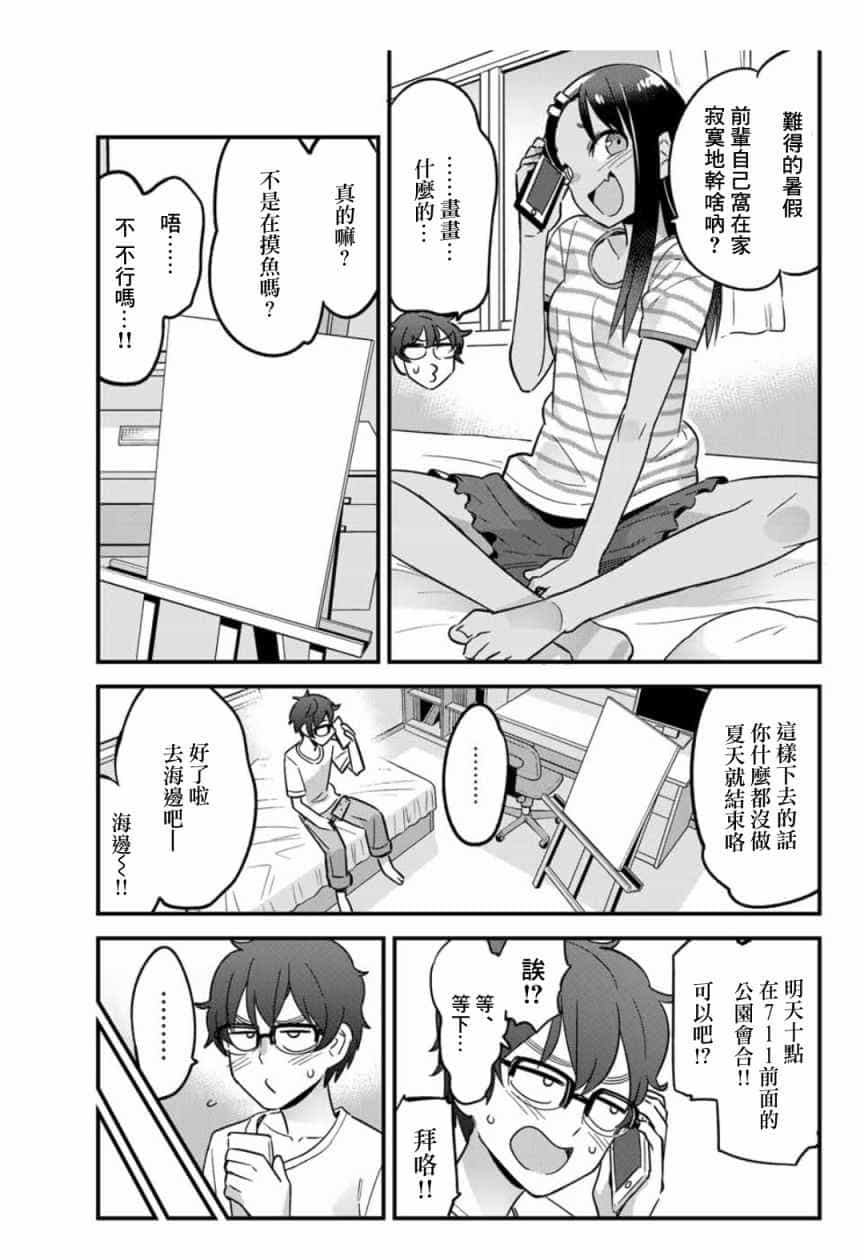 難得的暑假
前輩自己窩在家
寂寞地幹啥吶?
……畫畫…
什麼的…
真的嘛?
不是在摸魚嗎?
唔……
不 不行嗎…!!
這樣下去的話
你什麼都沒做
夏天就結束咯
………
好了啦
去海邊吧—
海邊～!!
明天十點
在711前面的
公園會合!!
可以吧!?
誒!?
等、
等下…
拜咯!!
………